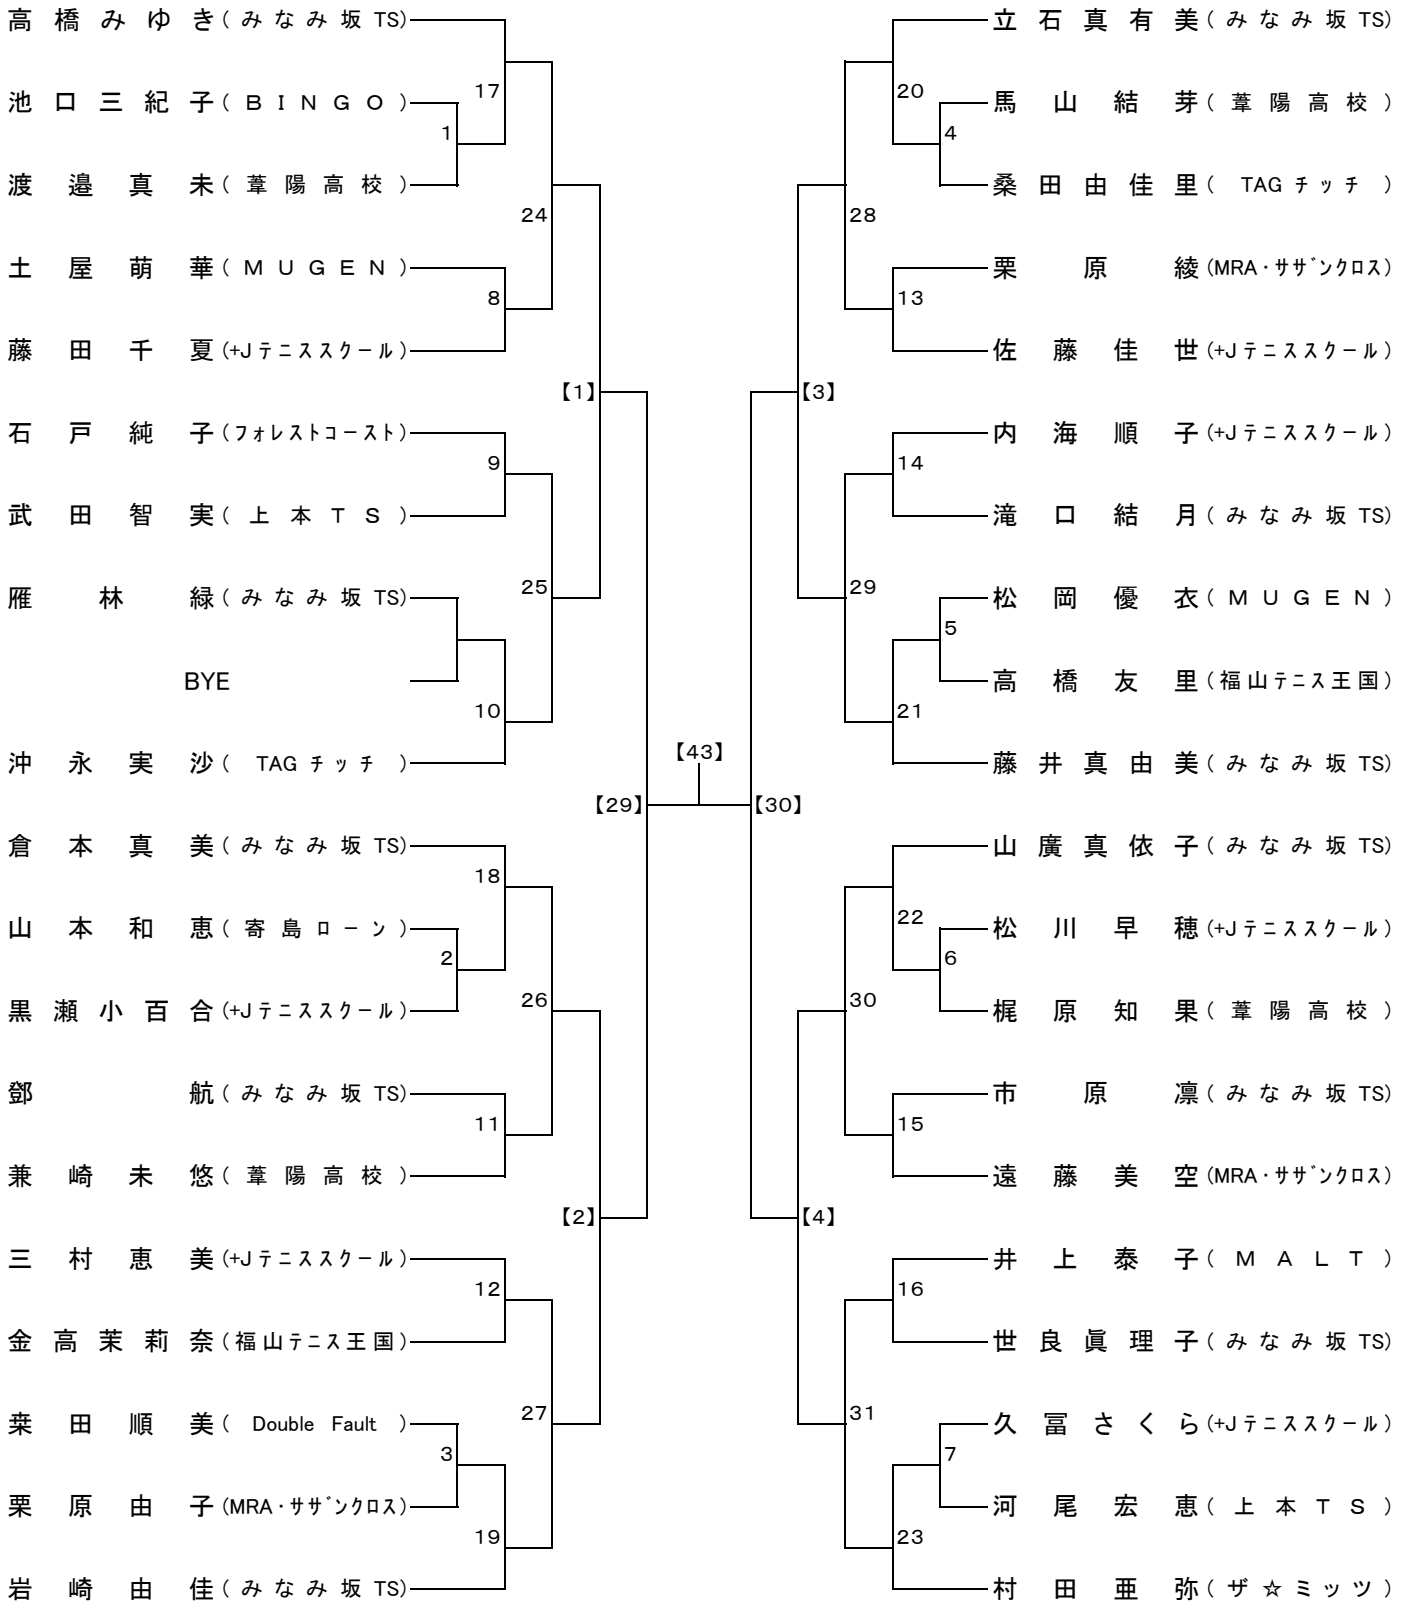 高橋みゆき(みなみ坂TS)
池口三紀子(ＢＩＮＧＯ)
渡邉真未(葦陽高校)
土屋萌華(ＭＵＧＥＮ)
藤田千夏(+Jテニススクール)
石戸純子(フォレストコースト)
武田智実(上本ＴＳ)
雁林緑(みなみ坂TS)
BYE
沖永実沙(TAGチッチ)
倉本真美(みなみ坂TS)
山本和恵(寄島ローン)
黒瀬小百合(+Jテニススクール)
鄧航(みなみ坂TS)
兼崎未悠(葦陽高校)
三村恵美(+Jテニススクール)
金高茉莉奈(福山テニス王国)
桒田順美(Double Fault)
栗原由子(MRA・サザンクロス)
岩崎由佳(みなみ坂TS)
1
2
3
17
8
9
10
18
11
12
19
24
25
26
27
【1】
【2】
【29】
【43】
【30】
【3】
【4】
28
29
30
31
20
13
14
21
22
15
16
23
4
5
6
7
立石真有美(みなみ坂TS)
馬山結芽(葦陽高校)
桑田由佳里(TAGチッチ)
栗原綾(MRA・サザンクロス)
佐藤佳世(+Jテニススクール)
内海順子(+Jテニススクール)
滝口結月(みなみ坂TS)
松岡優衣(ＭＵＧＥＮ)
高橋友里(福山テニス王国)
藤井真由美(みなみ坂TS)
山廣真依子(みなみ坂TS)
松川早穂(+Jテニススクール)
梶原知果(葦陽高校)
市原凛(みなみ坂TS)
遠藤美空(MRA・サザンクロス)
井上泰子(ＭＡＬＴ)
世良眞理子(みなみ坂TS)
久冨さくら(+Jテニススクール)
河尾宏恵(上本ＴＳ)
村田亜弥(ザ☆ミッツ)